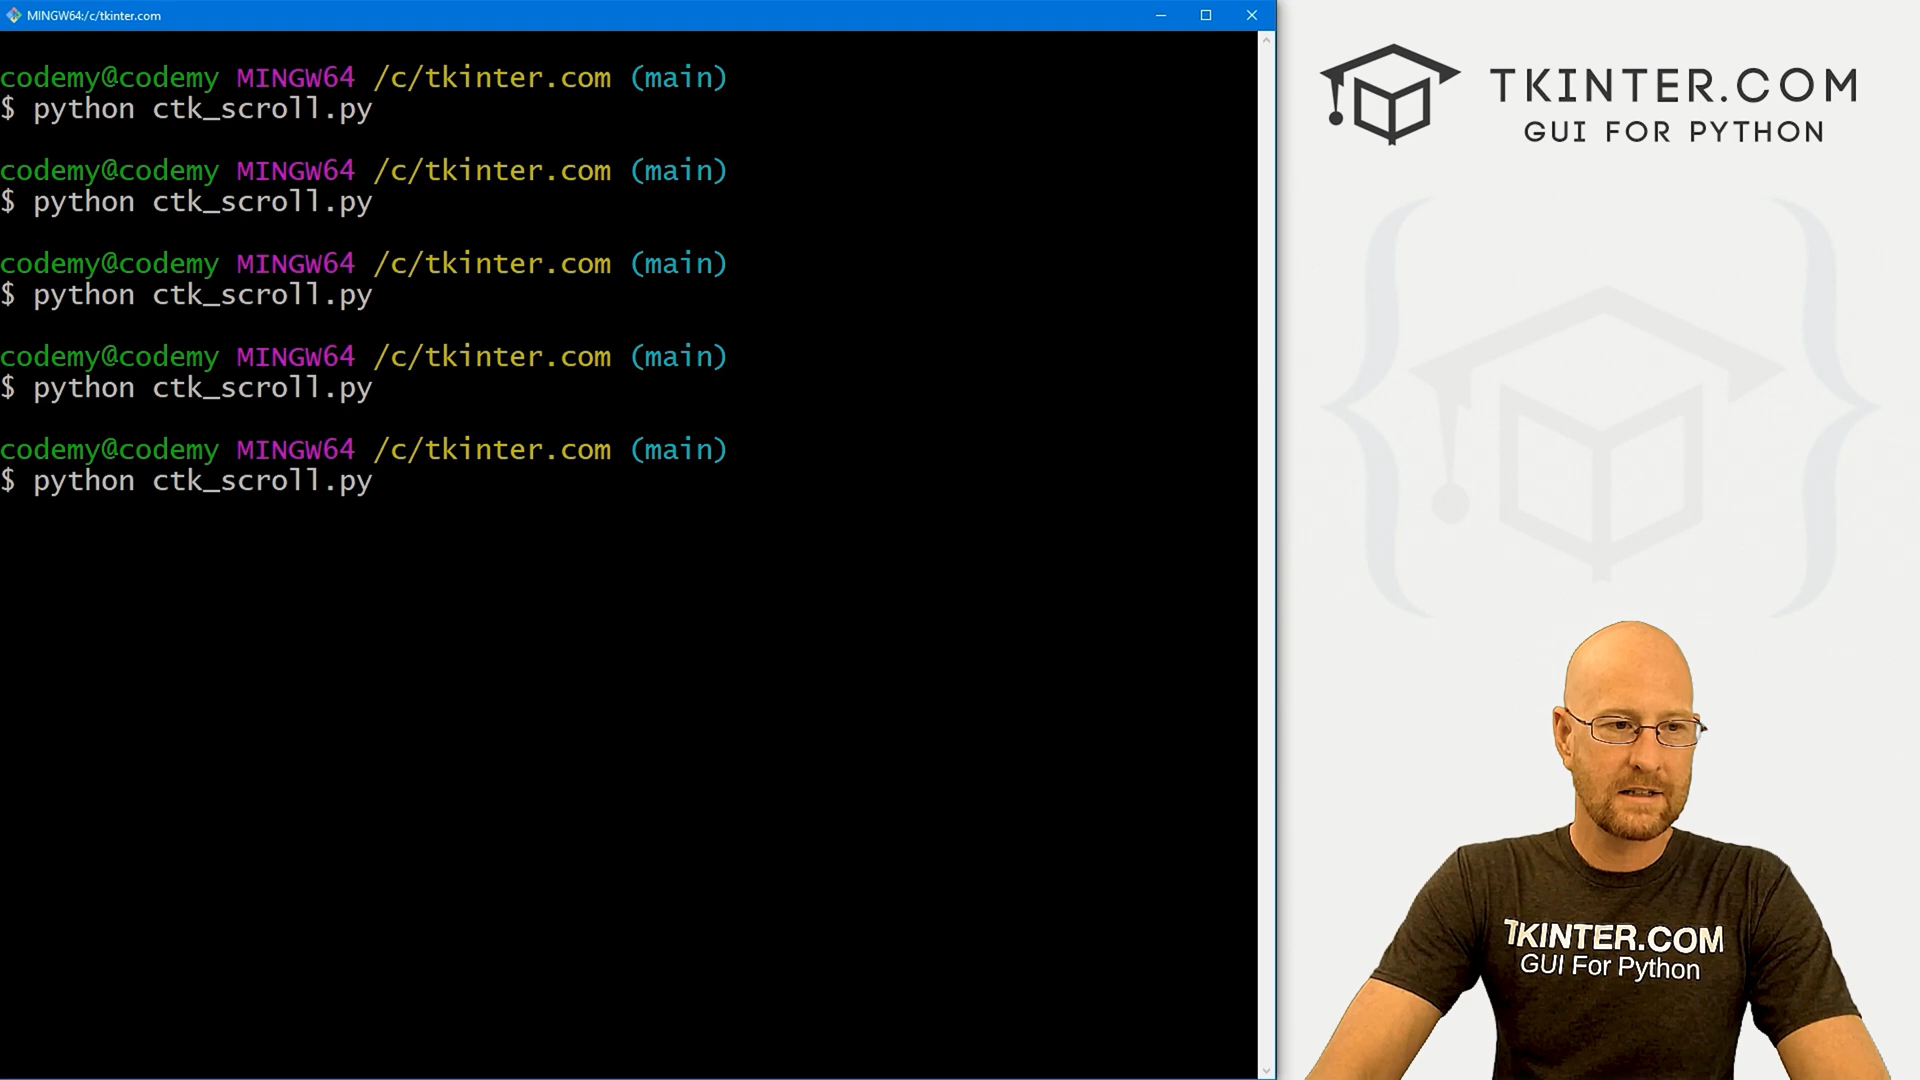 MINGW64:/c/tkinter.com
codemy@codemy MINGW64 /c/tkinter.com (main)
$ python ctk_scroll.py
codemy@codemy MINGW64 /c/tkinter.com (main)
$ python ctk_scroll.py
codemy@codemy MINGW64 /c/tkinter.com (main)
$ python ctk_scroll.py
codemy@codemy MINGW64 /c/tkinter.com (main)
$ python ctk_scroll.py
codemy@codemy MINGW64 /c/tkinter.com (main)
$ python ctk_scroll.py
TKINTER.COM
GUI FOR PYTHON
TKINTER.COM
GUI For Python